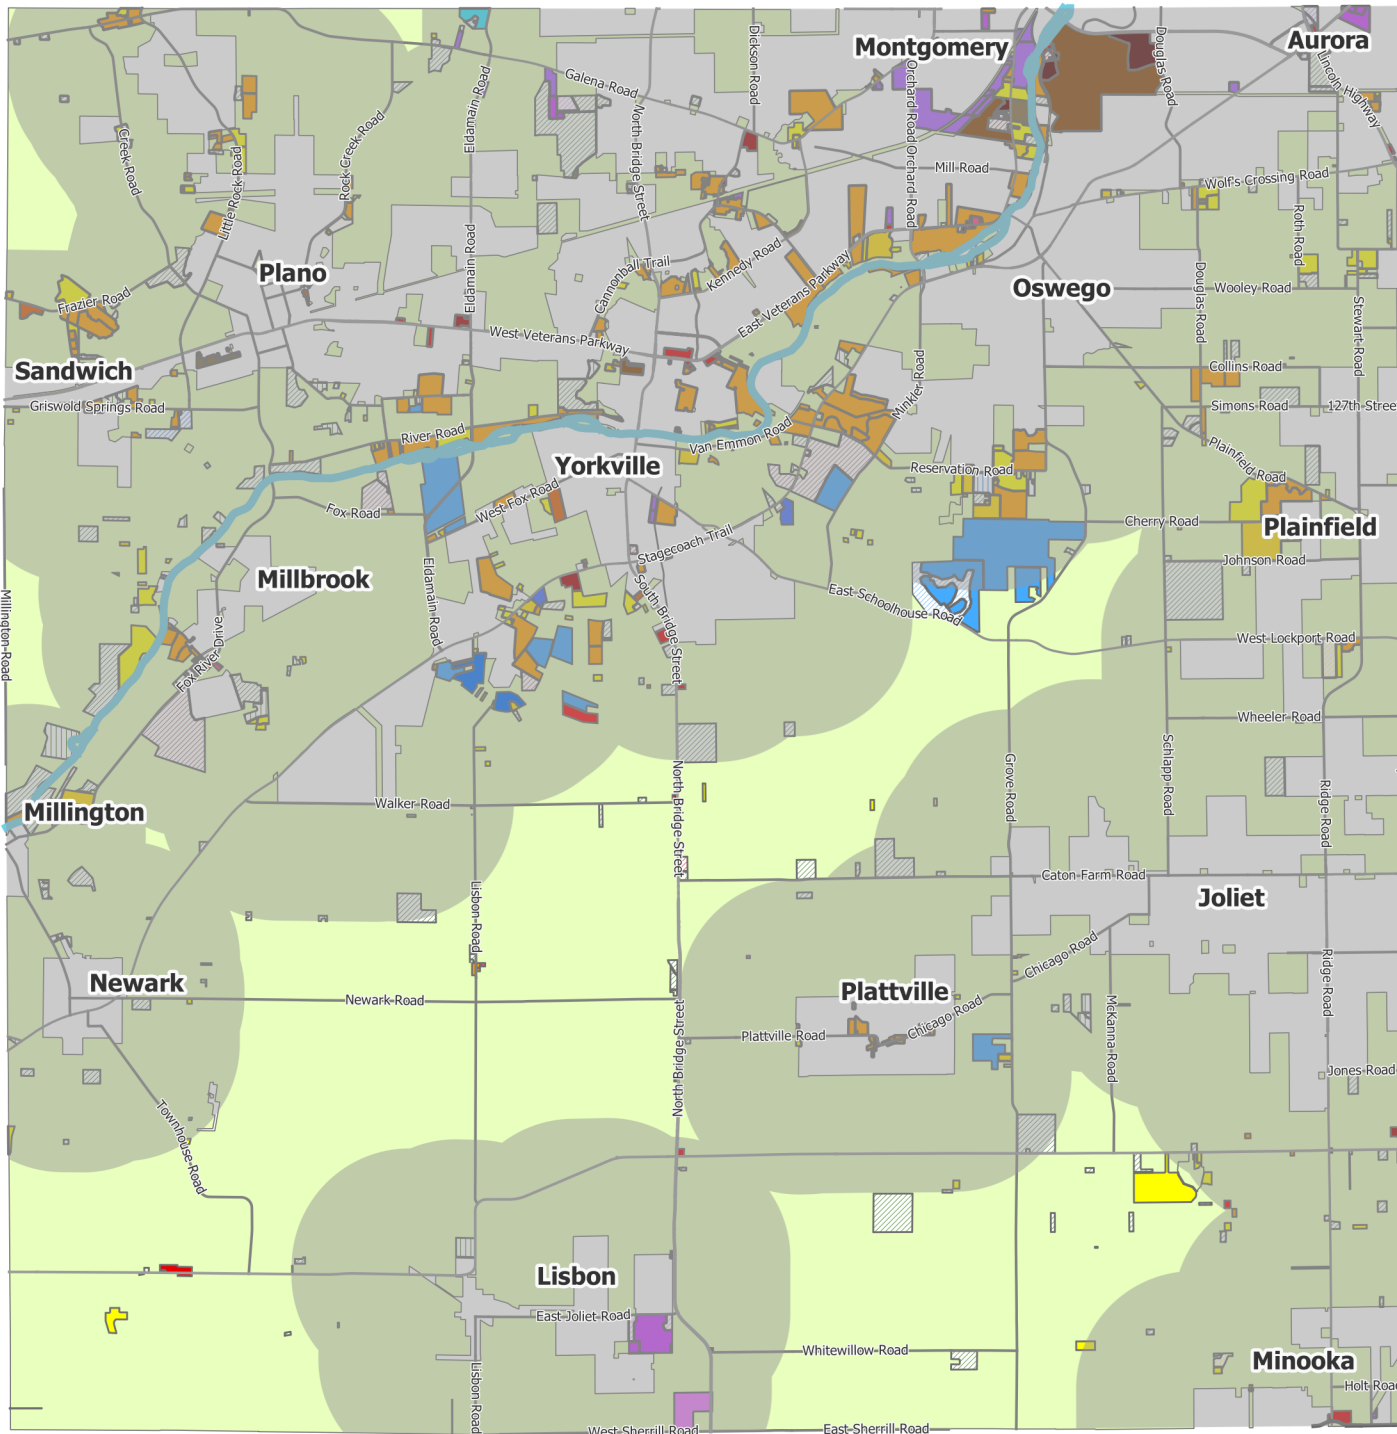 Montgomery
Aurora
Galena Road
Dickson Road
Orchard Road
Douglas Road
Lincoln Highway
Eldamain Road
North Bridge Street
Creek Road
Little Rock Road
Rock Creek Road
Orchard Road
Mill Road
Wolf's Crossing Road
Roth Road
Plano
Eldamain Road
Cannonball Trail
Kennedy Road
East Veterans Parkway
Oswego
Wooley Road
Douglas Road
Stewart Road
Frazier Road
West Veterans Parkway
Sandwich
Griswold Springs Road
Minkler Road
Collins Road
Simons Road
127th Stree
River Road
Van Emmon Road
Plainfield Road
Yorkville
Reservation Road
West Fox Road
Fox Road
Stagecoach Trail
Cherry Road
Plainfield
Johnson Road
Millbrook
Eldamain Road
South Bridge Street
East Schoolhouse Road
Millington Road
Fox River Drive
West Lockport Road
Wheeler Road
North Bridge Street
Grove Road
Schlapp Road
Ridge Road
Millington
Walker Road
Caton Farm Road
Joliet
Lisbon Road
Chicago Road
Newark
Newark Road
Plattville
Chicago Road
Plattville Road
North Bridge Street
McKanna Road
Ridge Road
Jones Road
Townhouse Road
Lisbon
East Joliet Road
Whitewillow Road
Minooka
Holt Roa
Lisbon Road
West Sherrill Road
East Sherrill Road